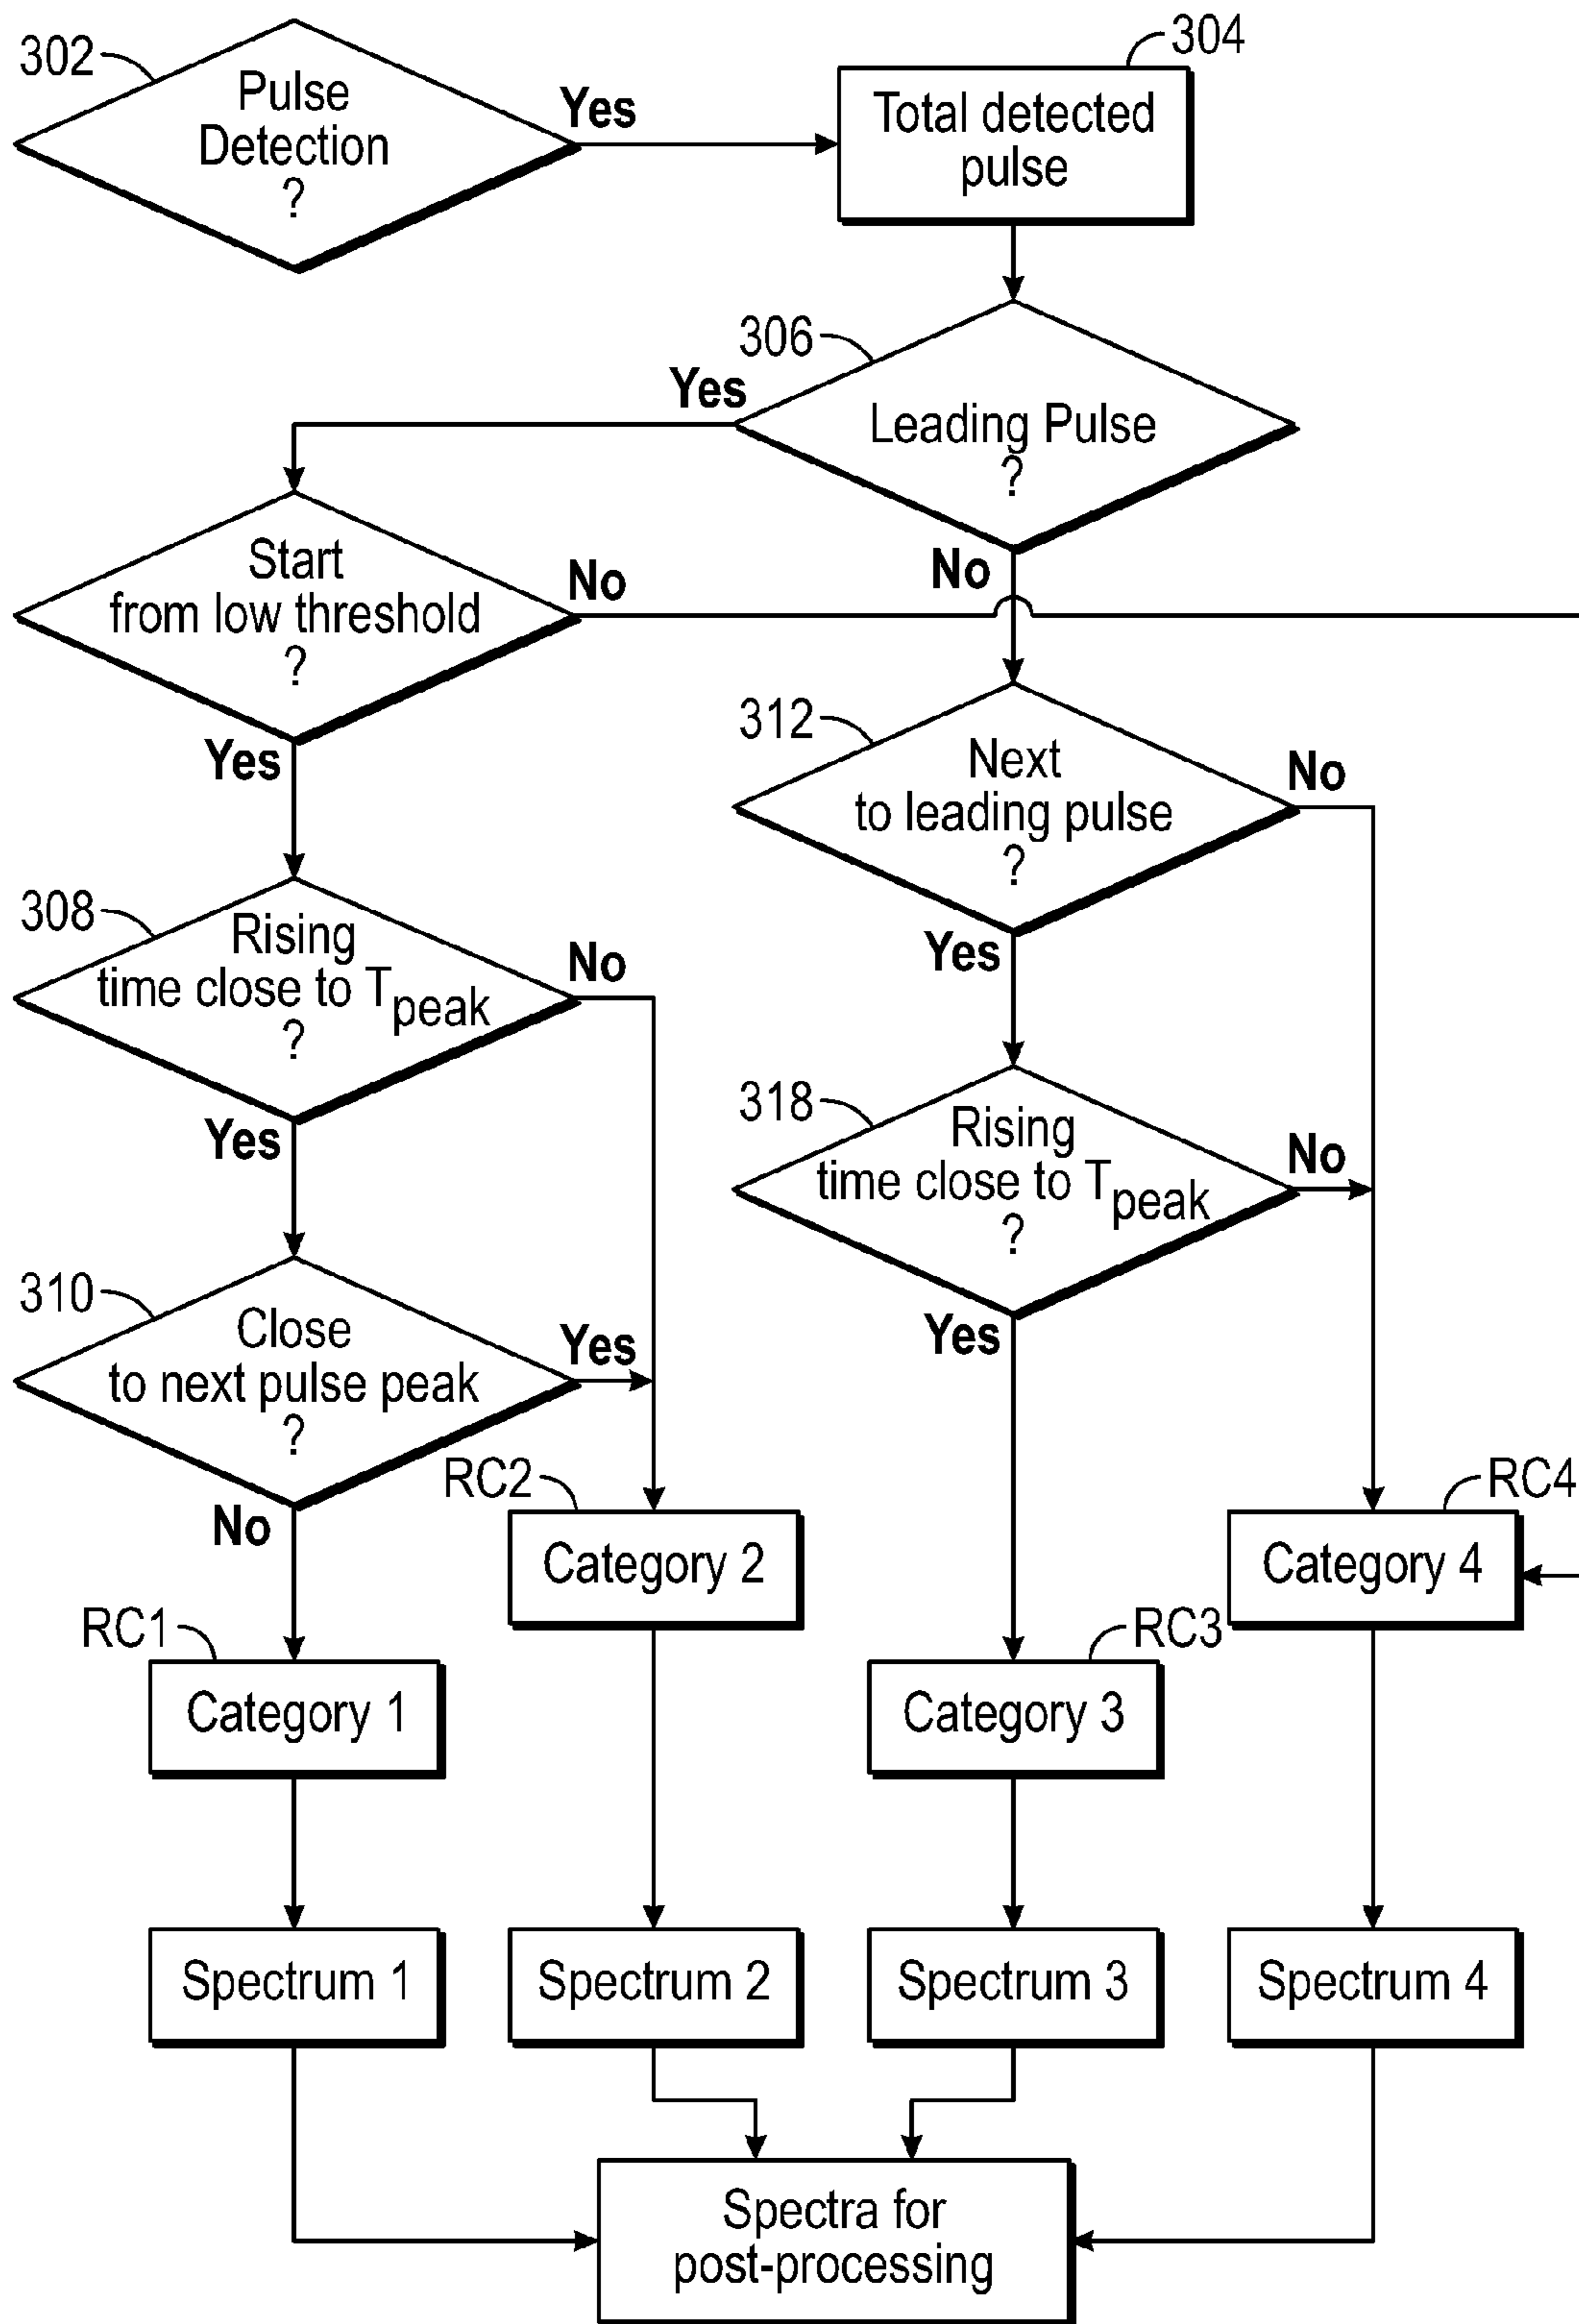 302
Pulse
Detection
?
Yes
304
Total detected
pulse
306
Yes
Leading Pulse
?
Start
from low threshold
?
No
No
Yes
312
Next
to leading pulse
?
No
Yes
308
Rising
time close to Tpeak
?
No
Yes
318
Rising
time close to Tpeak
?
No
Yes
310
Close
to next pulse peak
?
Yes
No
RC2
Category 2
RC4
Category 4
RC1
Category 1
RC3
Category 3
Spectrum 1
Spectrum 2
Spectrum 3
Spectrum 4
Spectra for
post-processing